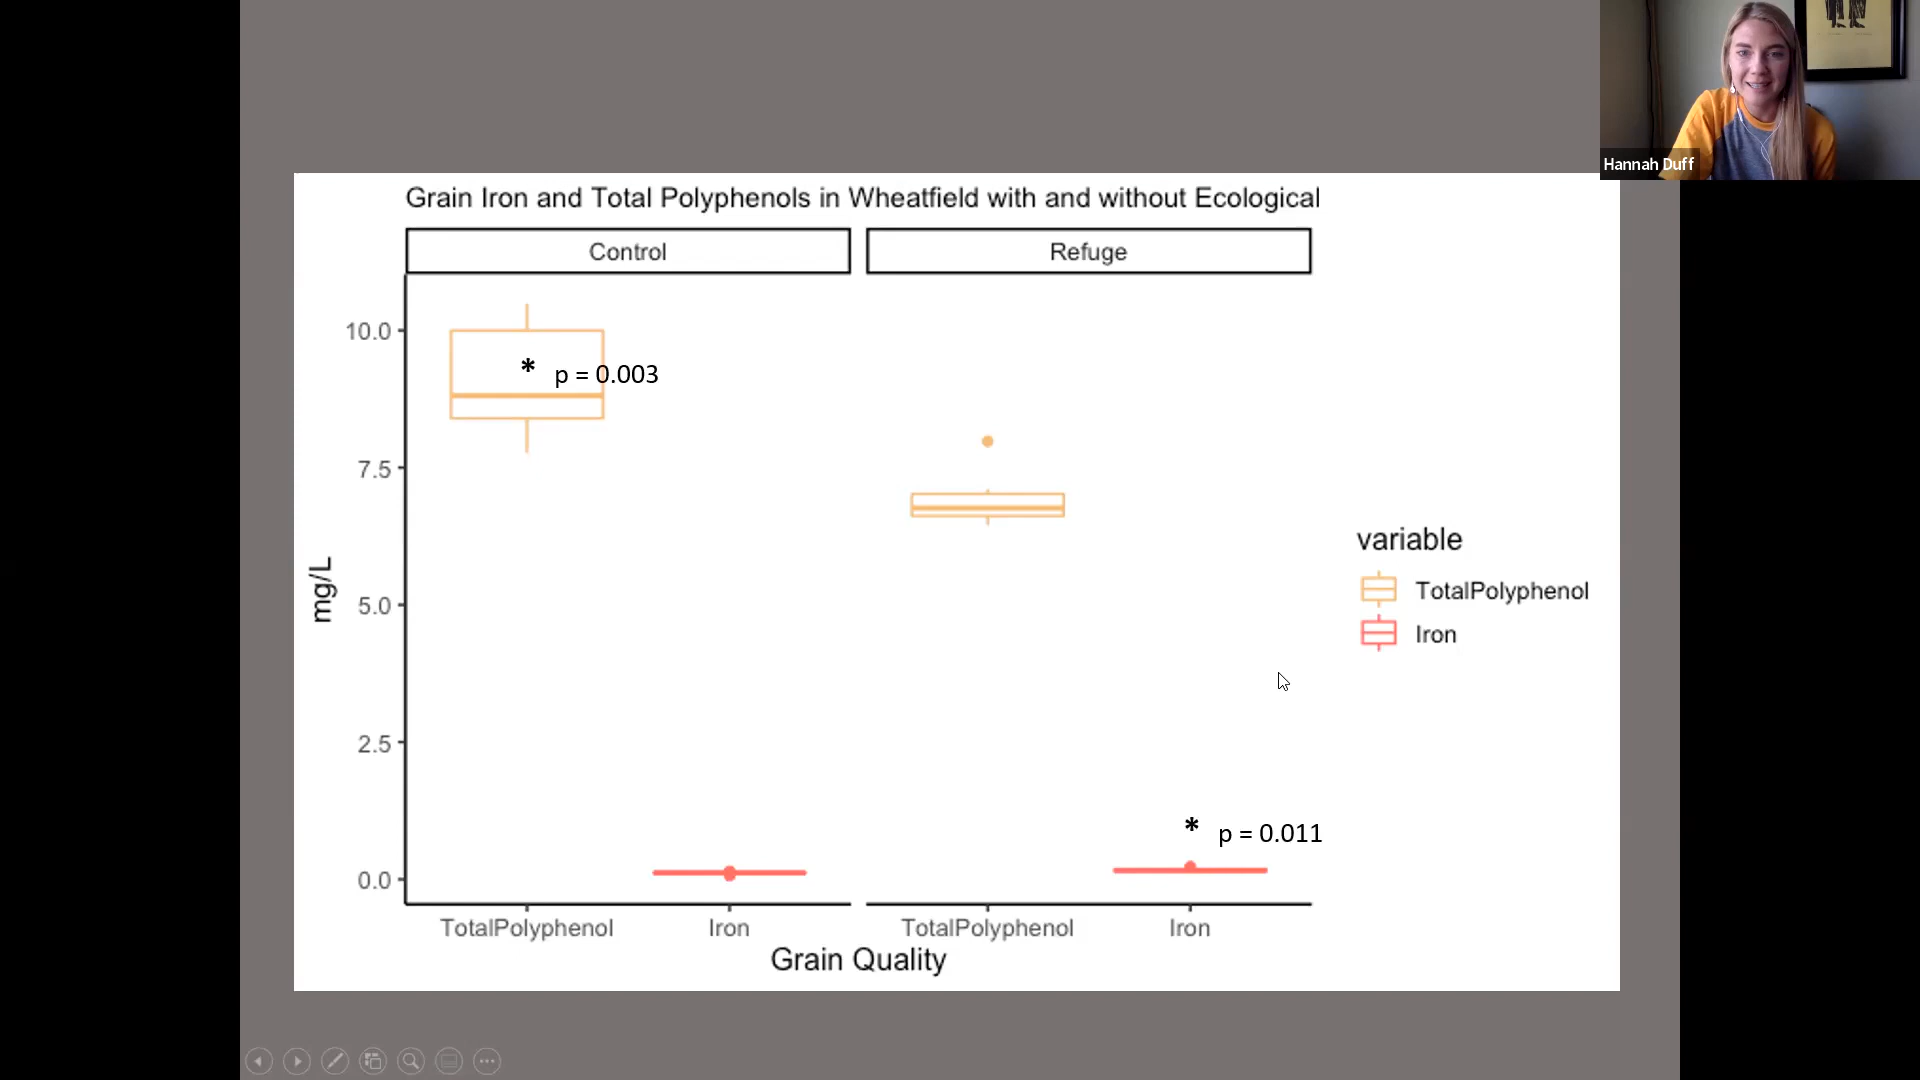 Hannah Duff
Grain Iron and Total Polyphenols in Wheatfield with and without Ecological
Control
Refuge
10.0
7.5
5.0
2.5
0.0
mg/L
* p = 0.003
* p = 0.011
TotalPolyphenol
Iron
TotalPolyphenol
Iron
Grain Quality
variable
TotalPolyphenol
Iron